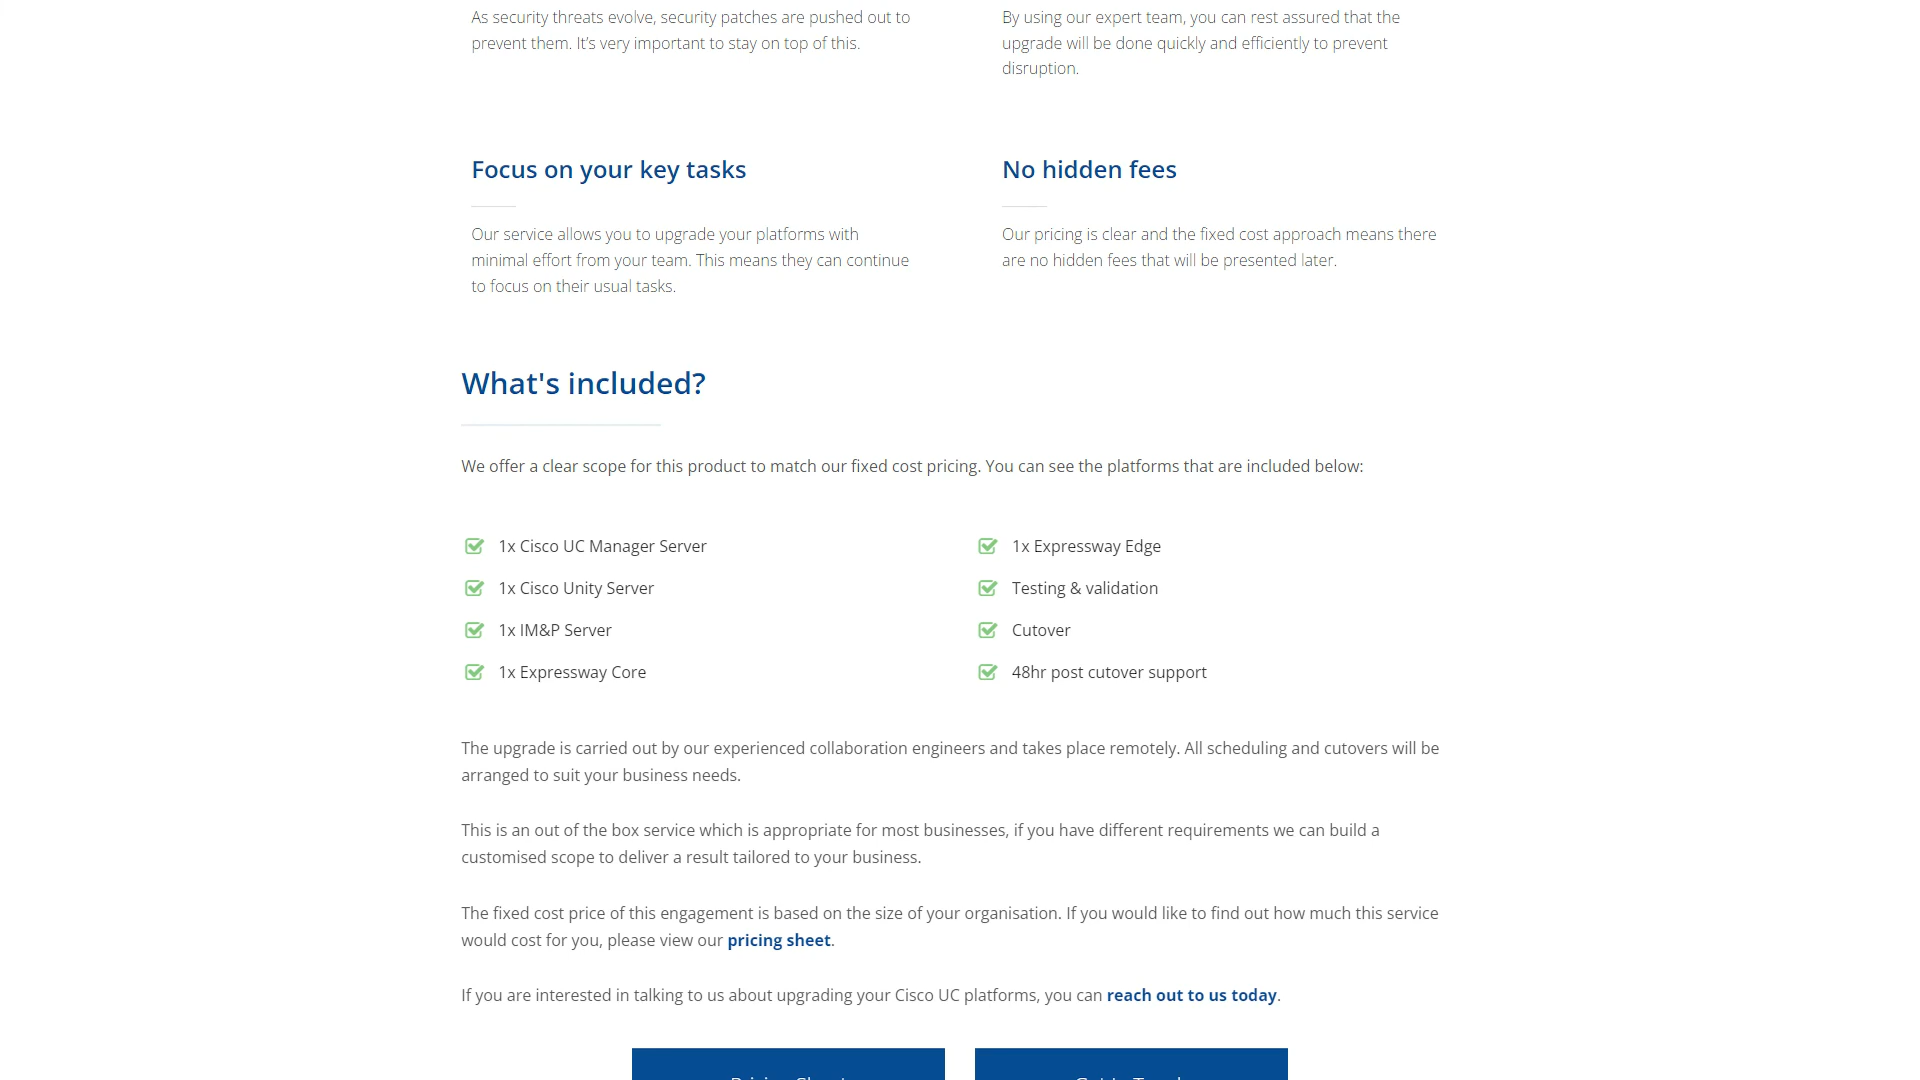 As security threats evolve, security patches are pushed out to
prevent them. It’s very important to stay on top of this.
By using our expert team, you can rest assured that the
upgrade will be done quickly and efficiently to prevent
disruption.
Focus on your key tasks
Our service allows you to upgrade your platforms with
minimal effort from your team. This means they can continue
to focus on their usual tasks.
No hidden fees
Our pricing is clear and the fixed cost approach means there
are no hidden fees that will be presented later.
What's included?
We offer a clear scope for this product to match our fixed cost pricing. You can see the platforms that are included below:
1x Cisco UC Manager Server
1x Cisco Unity Server
1x IM&P Server
1x Expressway Core
1x Expressway Edge
Testing & validation
Cutover
48hr post cutover support
The upgrade is carried out by our experienced collaboration engineers and takes place remotely. All scheduling and cutovers will be
arranged to suit your business needs.
This is an out of the box service which is appropriate for most businesses, if you have different requirements we can build a
customised scope to deliver a result tailored to your business.
The fixed cost price of this engagement is based on the size of your organisation. If you would like to find out how much this service
would cost for you, please view our pricing sheet.
If you are interested in talking to us about upgrading your Cisco UC platforms, you can reach out to us today.